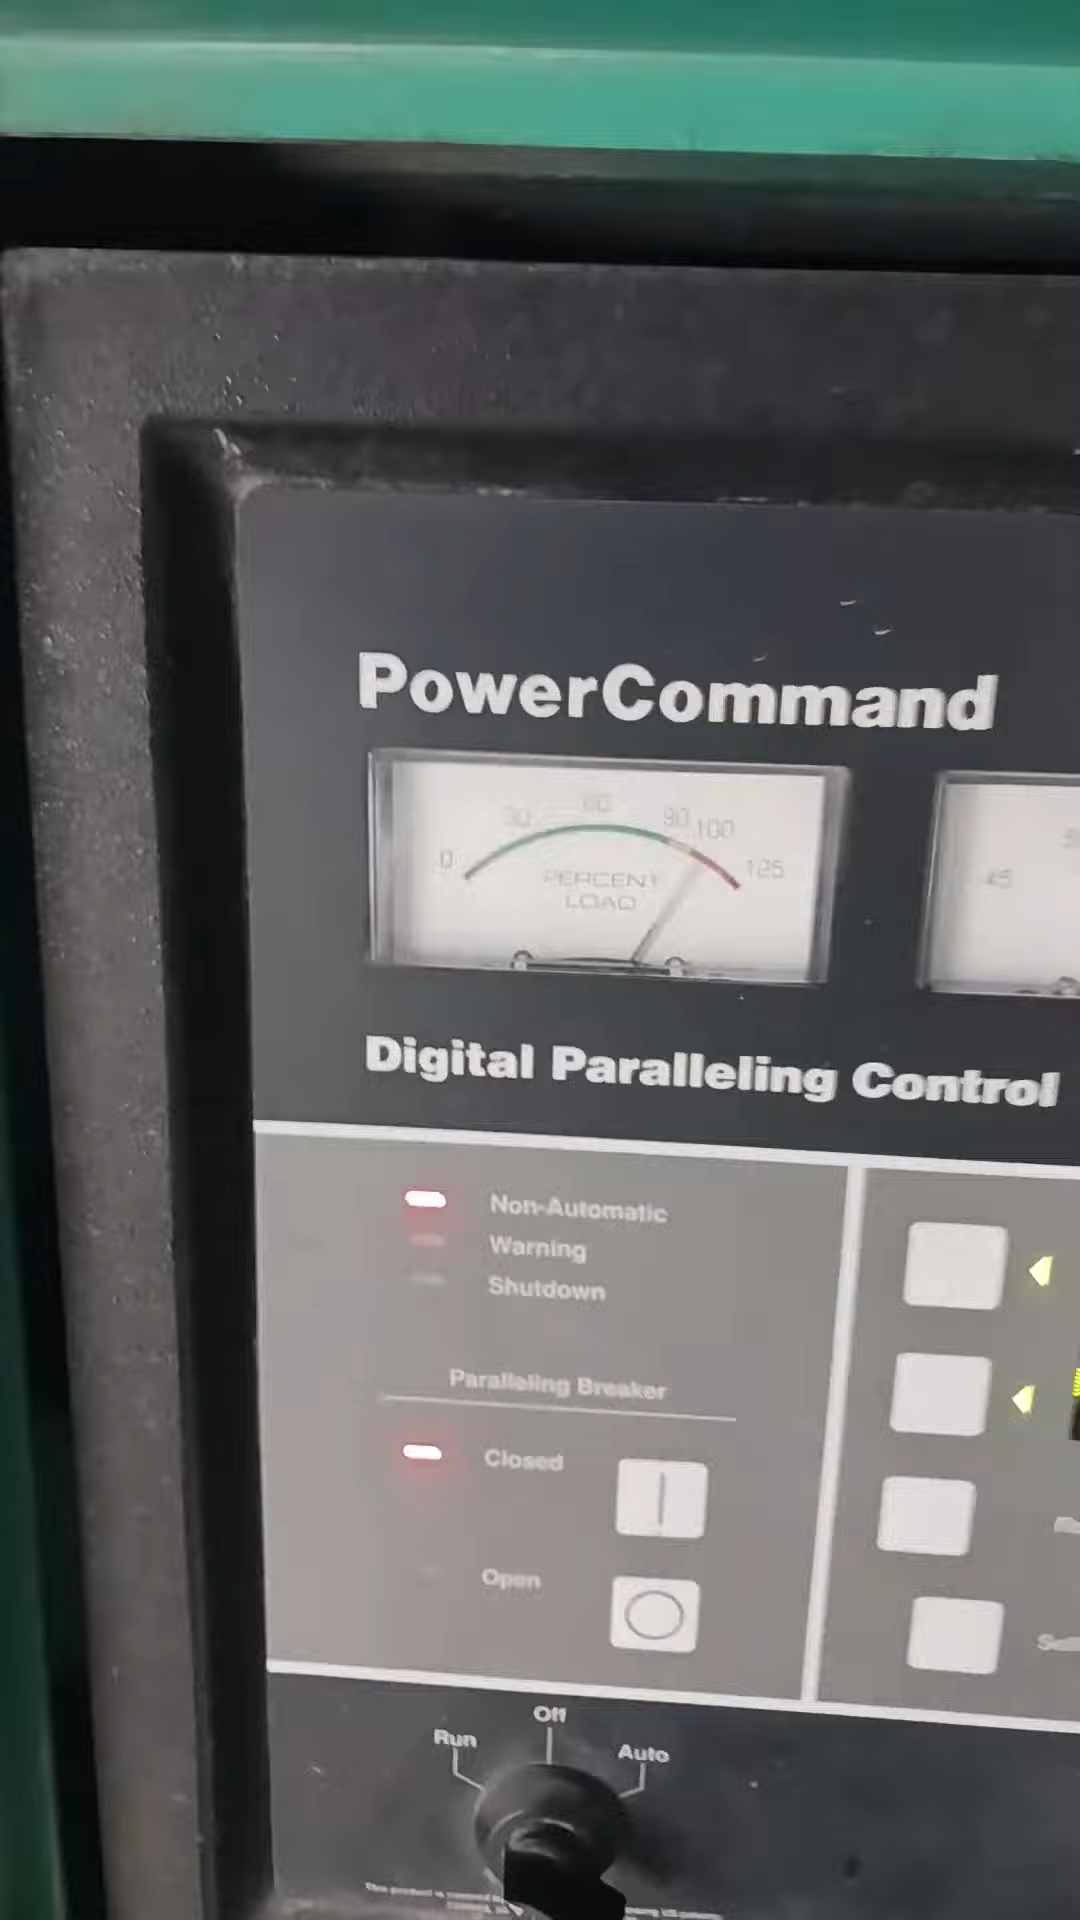 PowerCommand
0 30 60 90 100 125
PERCENT
LOAD
45
Digital Paralleling Control
Non-Automatic
Warning
Shutdown
Paralleling Breaker
Closed
Open
Off
Run
Auto